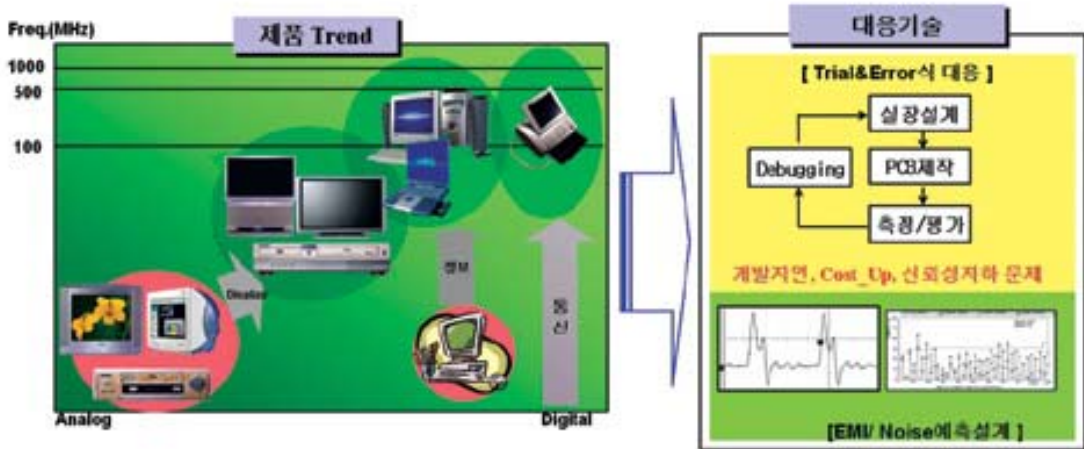 제품 Trend
Freq.(MHz)
1000
500
100
Display
정보
통신
Analog
Digital
대응기술
[ Trial&Error식 대응 ]
실장설계
Debugging
PCB제작
측정/평가
개발지연, Cost_Up, 신뢰성저하 문제
[EMI/ Noise예측설계 ]